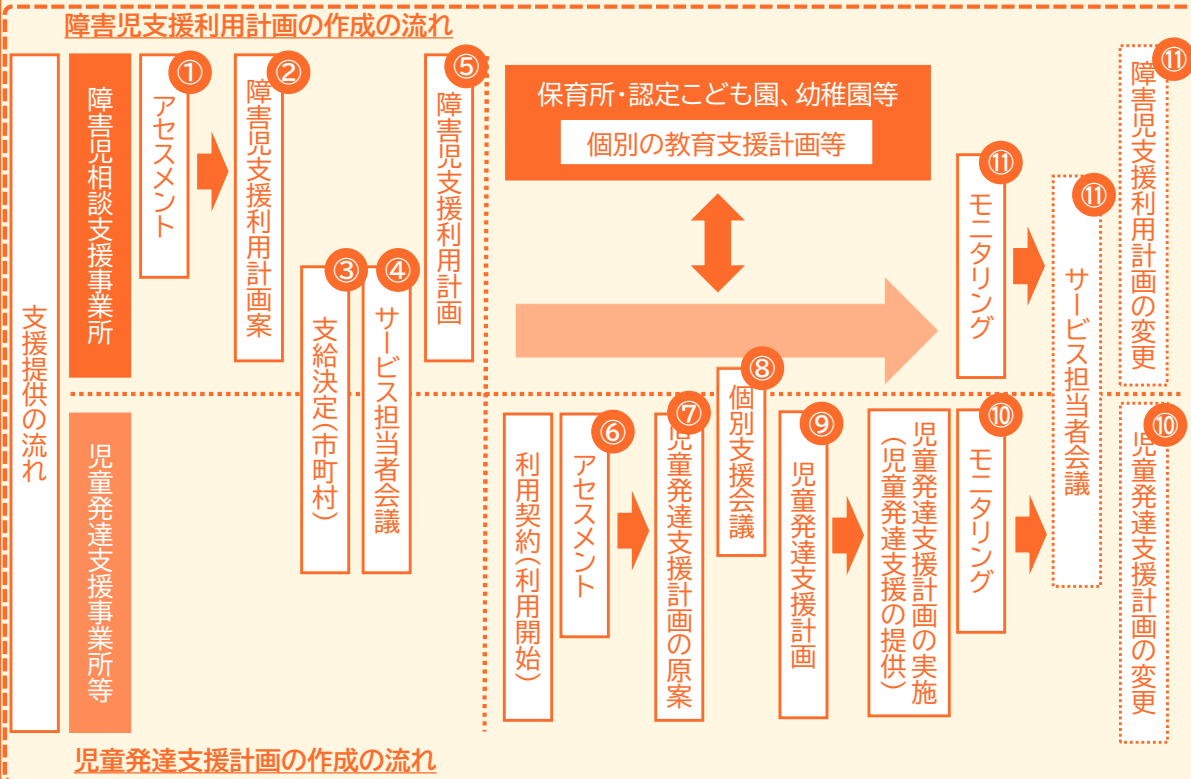 障害児支援利用計画の作成の流れ
支援提供の流れ
障害児相談支援事業所
①
アセスメント
②
障害児支援利用計画案
③
支給決定(市町村)
④
サービス担当者会議
⑤
障害児支援利用計画
保育所・認定こども園、幼稚園等
個別の教育支援計画等
⑪
モニタリング
⑪
サービス担当者会議
⑪
障害児支援利用計画の変更
児童発達支援事業所等
利用契約(利用開始)
⑥
アセスメント
⑦
児童発達支援計画の原案
⑧
個別支援会議
⑨
児童発達支援計画
児童発達支援計画の実施
(児童発達支援の提供)
⑩
モニタリング
⑩
児童発達支援計画の変更
児童発達支援計画の作成の流れ